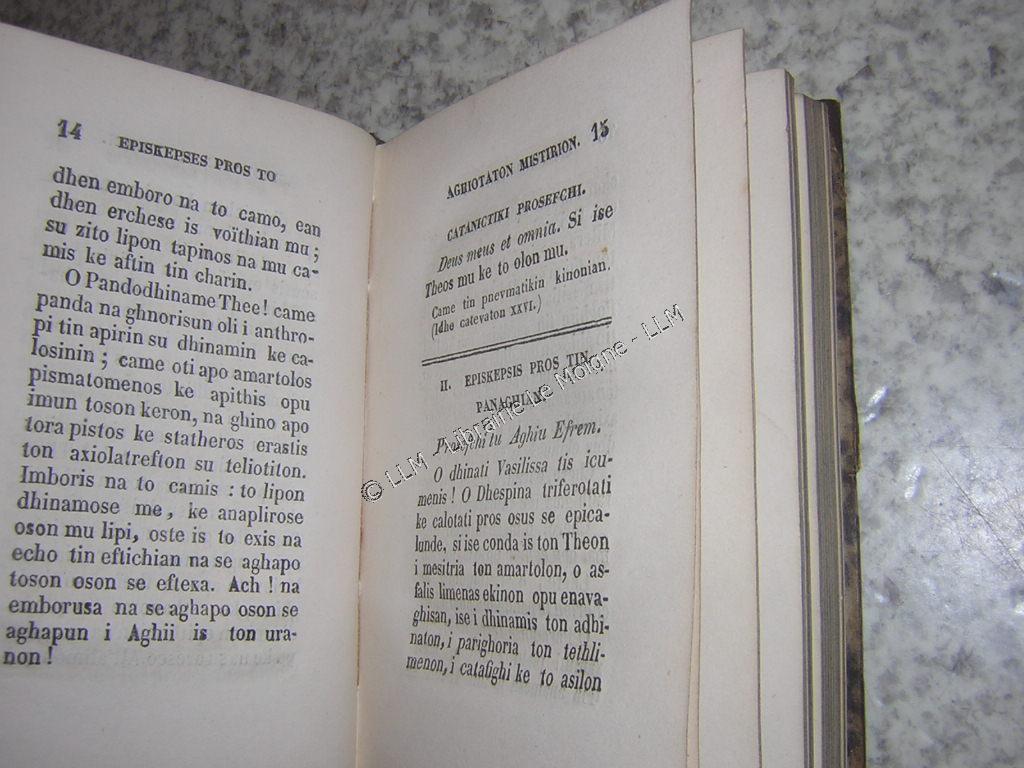 14 EPISKEPSES PROS TO
dhen emboro na to camo, ean
dhen erchese is voïthian mu ;
su zito lipon tapinos na mu ca-
mis ke aftin tin charin.
O Pandodhiname Thee! came
panda na ghnorisun oli i anthro-
pi tin apirin su dhinamin ke ca-
losinin ; came oti apo amartolos
pismatomenos ke apithis opu
imun toson keron, na ghino apo
tora pistos ke statheros erastis
ton axiolatrefton su teliotiton.
Imboris na to camis : to lipon
dhinamose me, ke anaplirose
oson mu lipi, oste is to exis na
echo tin eftichian na se aghapo
toson oson se eftexa. Ach ! na
emborusa na se aghapo oson se
aghapun i Aghii is ton ura-
non !
AGHIOTATON MISTIRION. 15
CATANICTIKI PROSEFCHI.
Deus meus et omnia. Si ise
Theos mu ke to olon mu.
Came tin pnevmatikin kinonian.
(Idhe catevaton XXVI.)
II. EPISKEPSIS PROS TIN
PANAGHIAN.
Prosefchi tu Aghiu Efrem.
O dhinati Vasilissa tis icu-
menis ! O Dhespina triferotati
ke calotati pros osus se epica-
lunde, si ise conda is ton Theon
i mesitria ton amartolon, o as-
falis limenas ekinon opu enava-
ghisan, ise i dhinamis ton adhi-
naton, i parighoria ton tethli-
menon, i catafighi ke to asilon
© LLM - Librairie Le Moigne - LLM